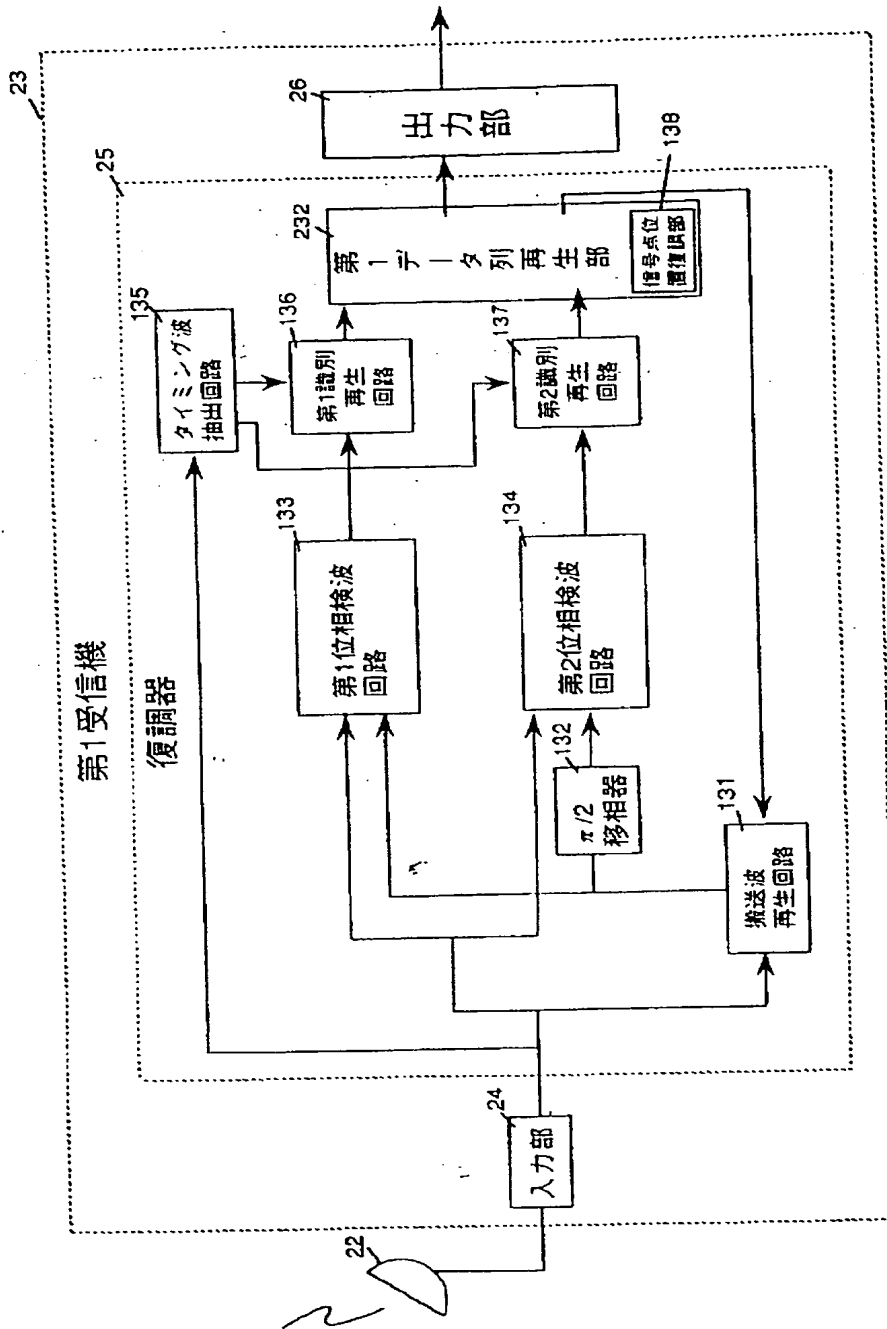 第1受信機
23
復調器
25
22
24
入力部
135
タイミング波
抽出回路
133
第1位相検波
回路
136
第1識別
再生
回路
134
第2位相検波
回路
137
第2識別
再生
回路
132
π/2
移相器
131
搬送波
再生回路
232
第1データ列再生部
138
信号点位
置復倶部
26
出力部